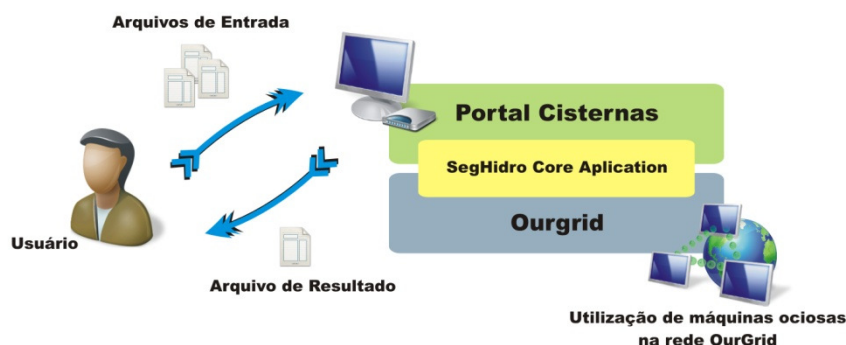 Arquivos de Entrada
Portal Cisternas
SegHidro Core Aplication
Ourgrid
Usuário
Arquivo de Resultado
Utilização de máquinas ociosas
na rede OurGrid